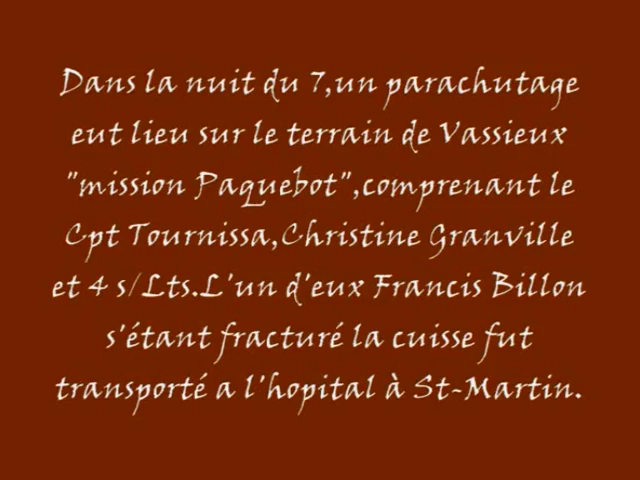 Dans la nuit du 7,un parachutage
eut lieu sur le terrain de Vassieux
"mission Paquebot",comprenant le
Cpt Tournissa,Christine Granville
et 4 s/Lts.L'un d'eux Francis Billon
s'étant fracturé la cuisse fut
transporté a l'hopital à St-Martin.